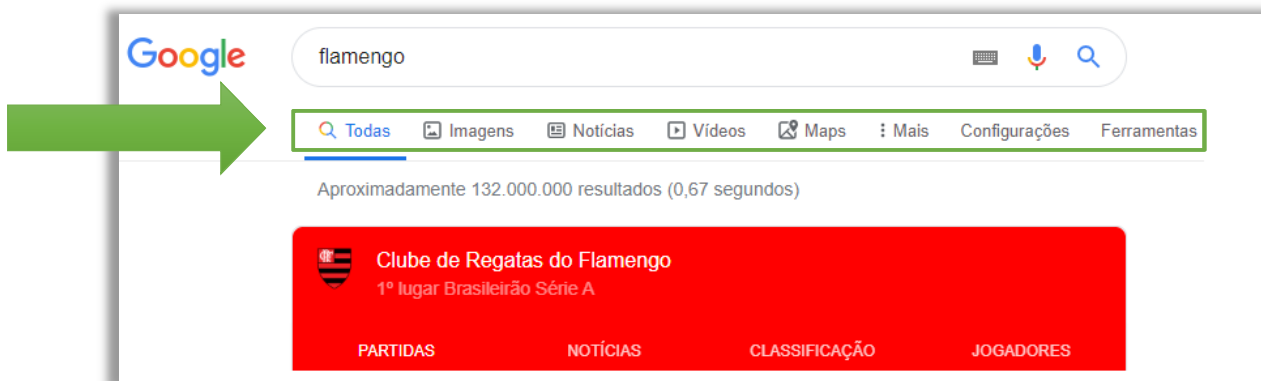 Google
flamengo
Todas Imagens Notícias Vídeos Maps Mais Configurações Ferramentas
Aproximadamente 132.000.000 resultados (0,67 segundos)
Clube de Regatas do Flamengo
1º lugar Brasileirão Série A
PARTIDAS NOTÍCIAS CLASSIFICAÇÃO JOGADORES